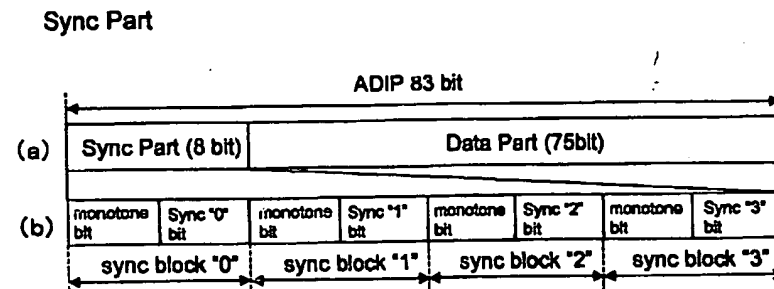 Sync Part
ADIP 83 bit
(a) Sync Part (8 bit) Data Part (75bit)
(b) monotone bit Sync "0" bit monotone bit Sync "1" bit monotone bit Sync "2" bit monotone bit Sync "3" bit
sync block "0" sync block "1" sync block "2" sync block "3"